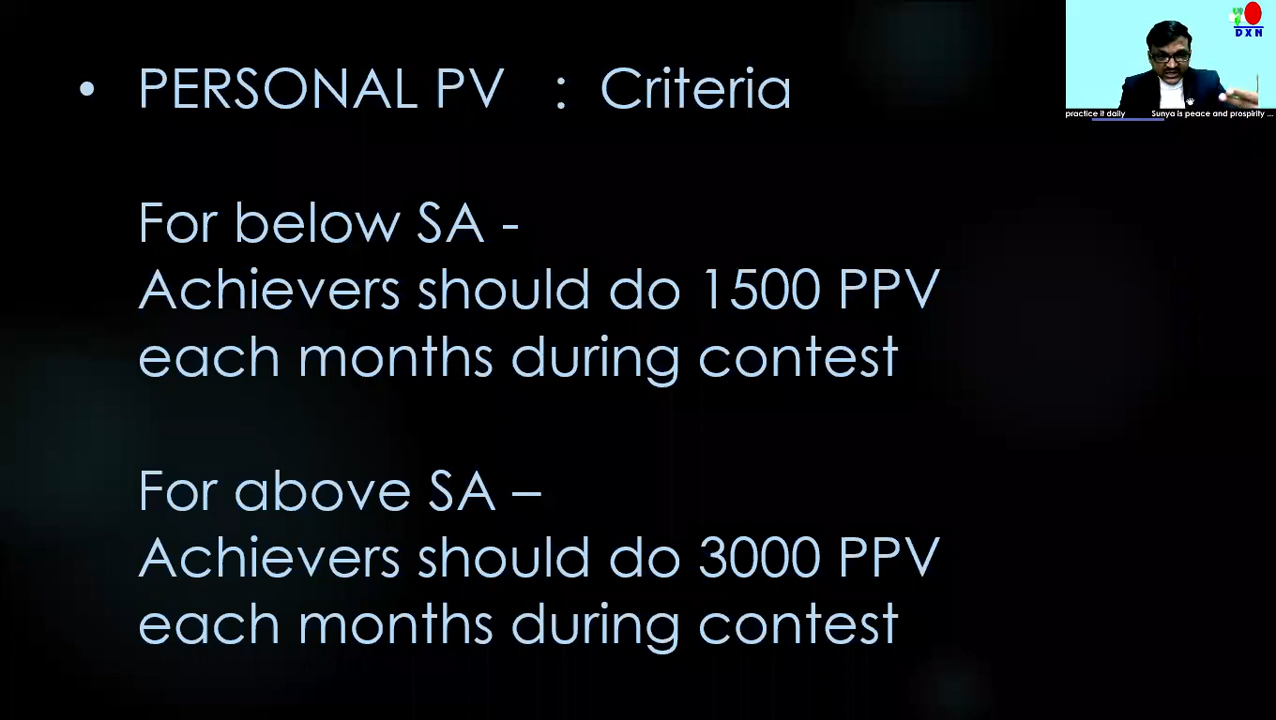 • PERSONAL PV : Criteria
For below SA -
Achievers should do 1500 PPV
each months during contest
For above SA –
Achievers should do 3000 PPV
each months during contest
DXN
practice it daily Sunya is peace and prospirity ...